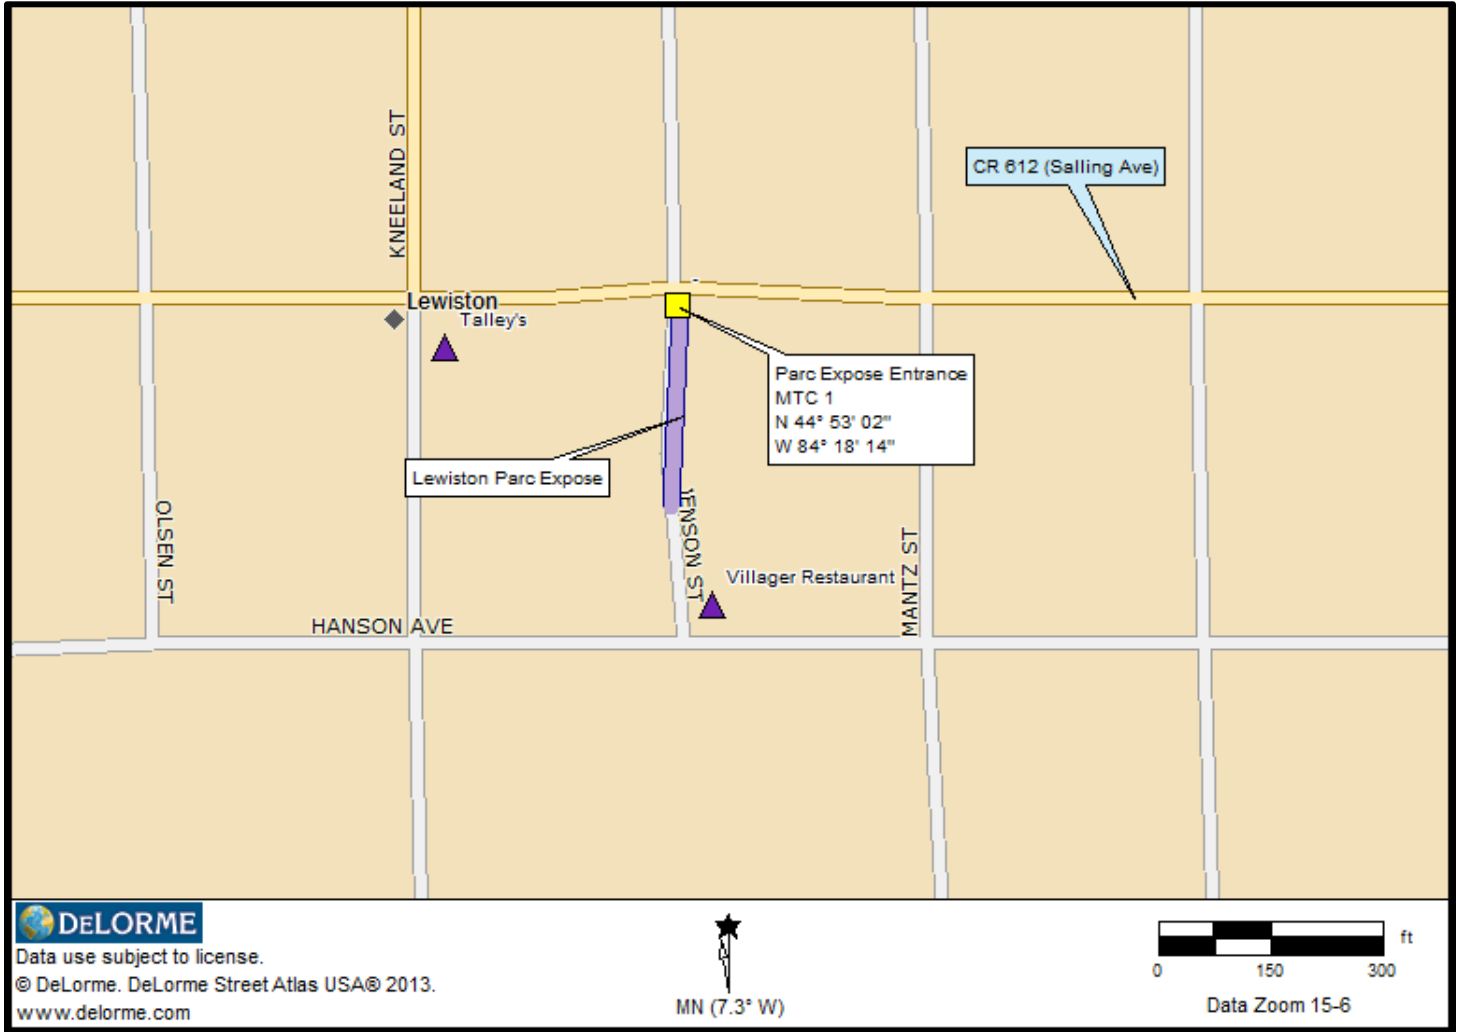 KNEELAND ST
CR 612 (Salling Ave)
Lewiston
Talley's
Parc Expose Entrance
MTC 1
N 44° 53' 02"
W 84° 18' 14"
Lewiston Parc Expose
OLSEN ST
JENSON ST
MANTZ ST
Villager Restaurant
HANSON AVE
DELORME
Data use subject to license.
© DeLorme. DeLorme Street Atlas USA® 2013.
www.delorme.com
MN (7.3° W)
ft
0 150 300
Data Zoom 15-6